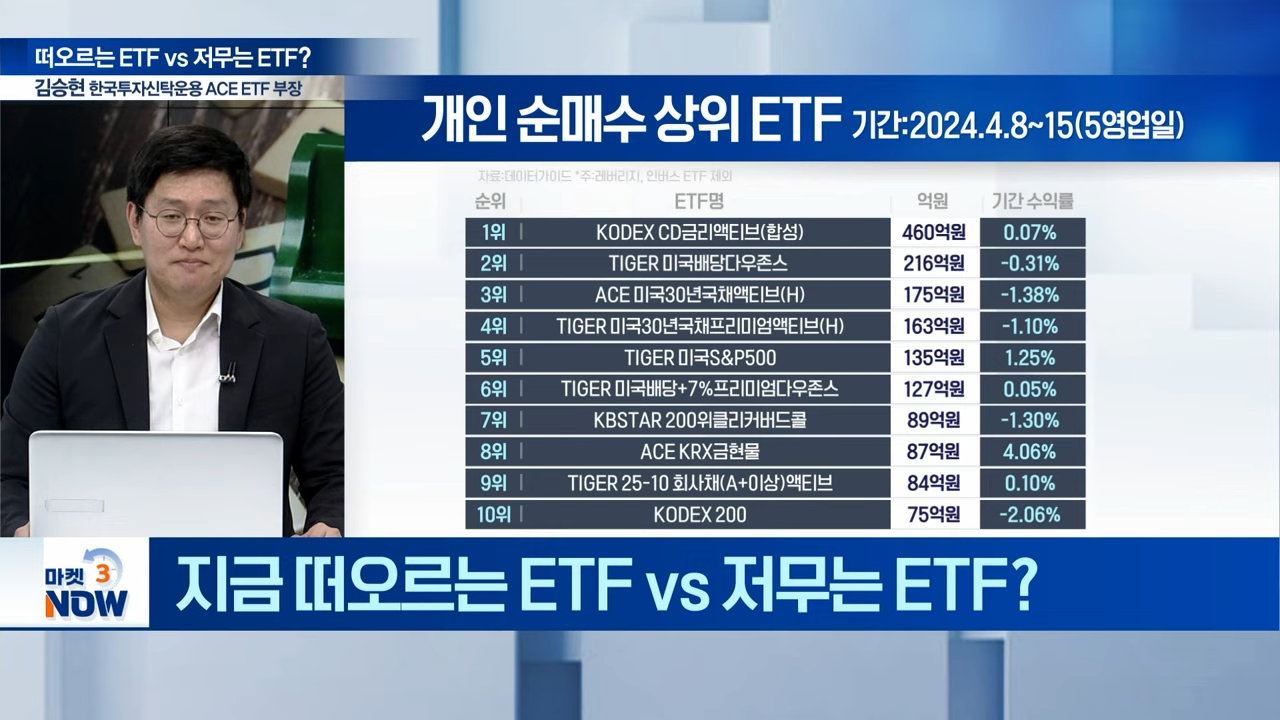 떠오르는 ETF vs 저무는 ETF?
김승현 한국투자신탁운용 ACE ETF 부장
개인 순매수 상위 ETF 기간:2024.4.8~15(5영업일)
자료:데이터가이드 *주:레버리지, 인버스 ETF 제외
순위 ETF명 억원 기간 수익률
1위 KODEX CD금리액티브(합성) 460억원 0.07%
2위 TIGER 미국배당다우존스 216억원 -0.31%
3위 ACE 미국30년국채액티브(H) 175억원 -1.38%
4위 TIGER 미국30년국채프리미엄액티브(H) 163억원 -1.10%
5위 TIGER 미국S&P500 135억원 1.25%
6위 TIGER 미국배당+7%프리미엄다우존스 127억원 0.05%
7위 KBSTAR 200위클리커버드콜 89억원 -1.30%
8위 ACE KRX금현물 87억원 4.06%
9위 TIGER 25-10 회사채(A+이상)액티브 84억원 0.10%
10위 KODEX 200 75억원 -2.06%
마켓 3
NOW
지금 떠오르는 ETF vs 저무는 ETF?